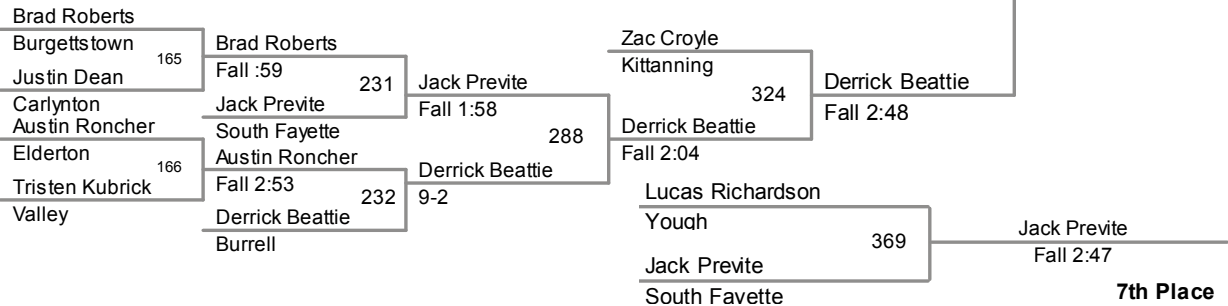 Brad Roberts
Burgettstown
165
Justin Dean
Carlynton
Austin Roncher
Elderton
166
Tristen Kubrick
Valley
Brad Roberts
Fall :59
231
Jack Previte
South Fayette
Austin Roncher
Fall 2:53
232
Derrick Beattie
Burrell
Jack Previte
Fall 1:58
288
Derrick Beattie
9-2
Zac Croyle
Kittanning
324
Derrick Beattie
Fall 2:04
Derrick Beattie
Fall 2:48
Lucas Richardson
Yough
369
Jack Previte
South Fayette
Jack Previte
Fall 2:47
7th Place